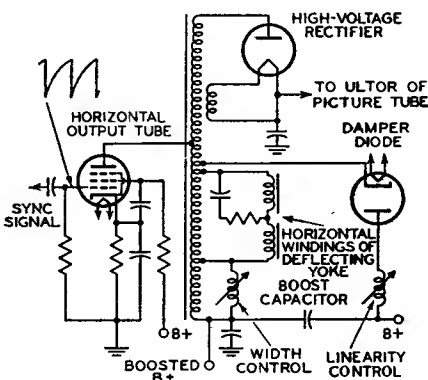 HIGH-VOLTAGE
RECTIFIER
TO ULTOR OF
PICTURE TUBE
HORIZONTAL
OUTPUT TUBE
DAMPER
DIODE
SYNC
SIGNAL
HORIZONTAL
WINDINGS OF
DEFLECTING
YOKE
BOOST
CAPACITOR
B+
B+
BOOSTED
B+
WIDTH
CONTROL
LINEARITY
CONTROL